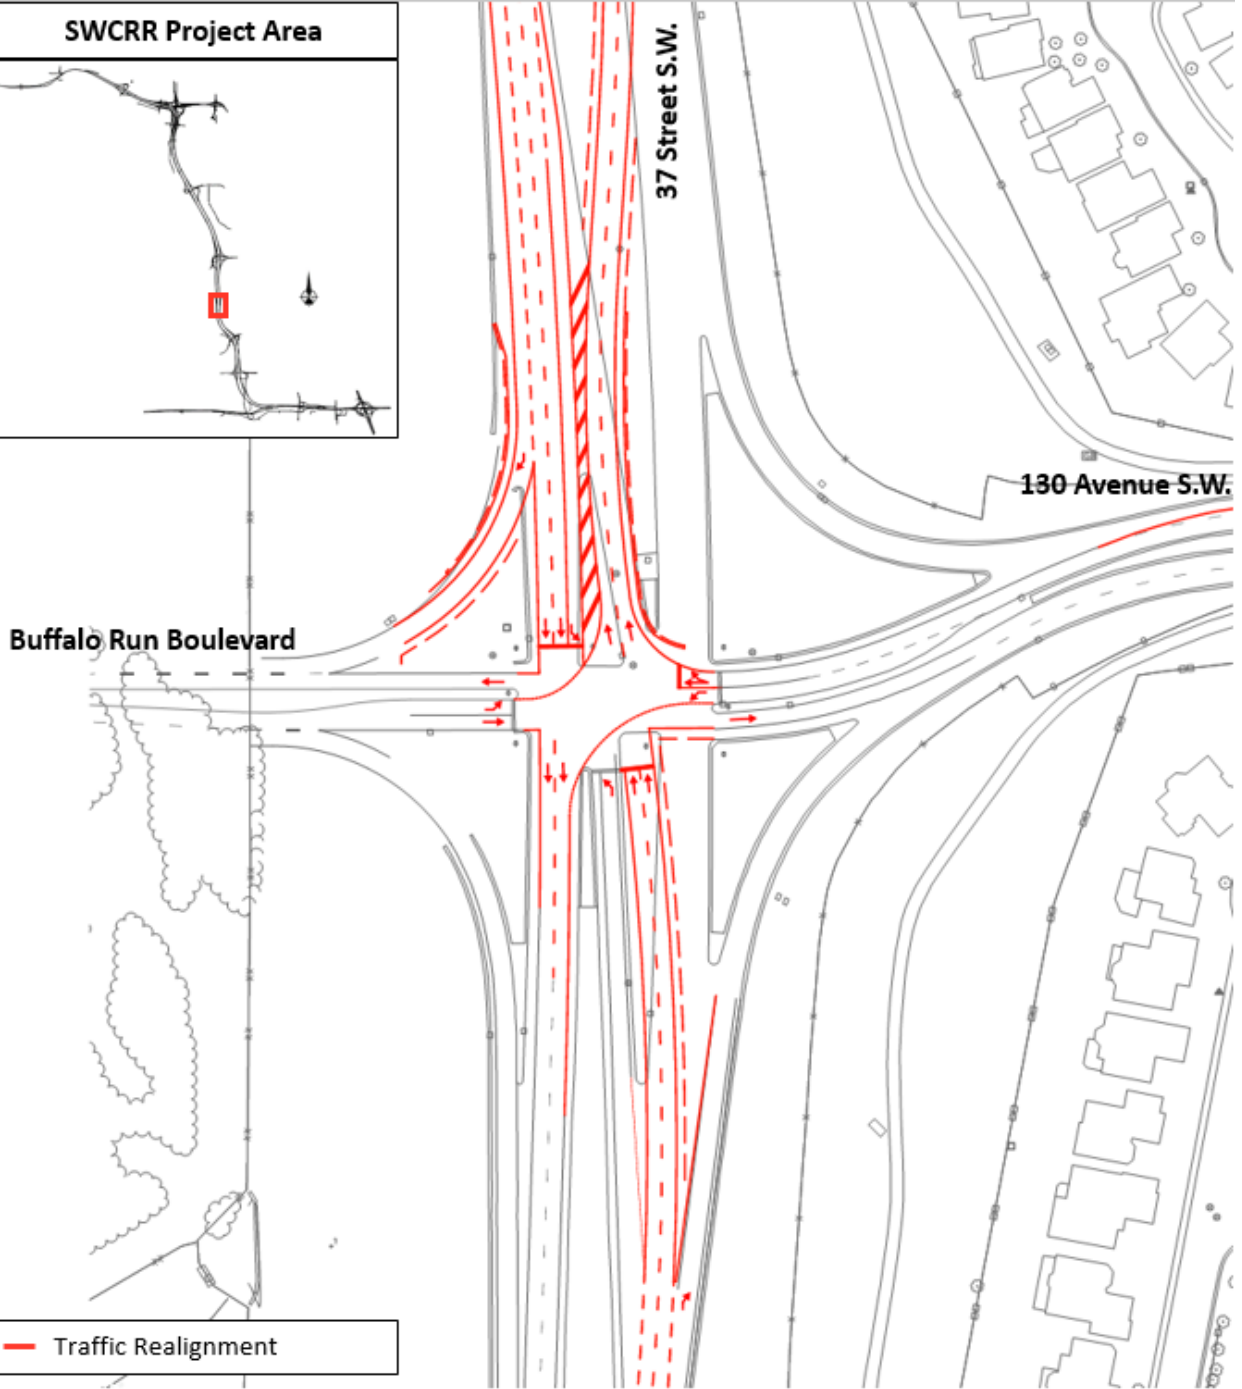 SWCRR Project Area
37 Street S.W.
130 Avenue S.W.
Buffalo Run Boulevard
Traffic Realignment